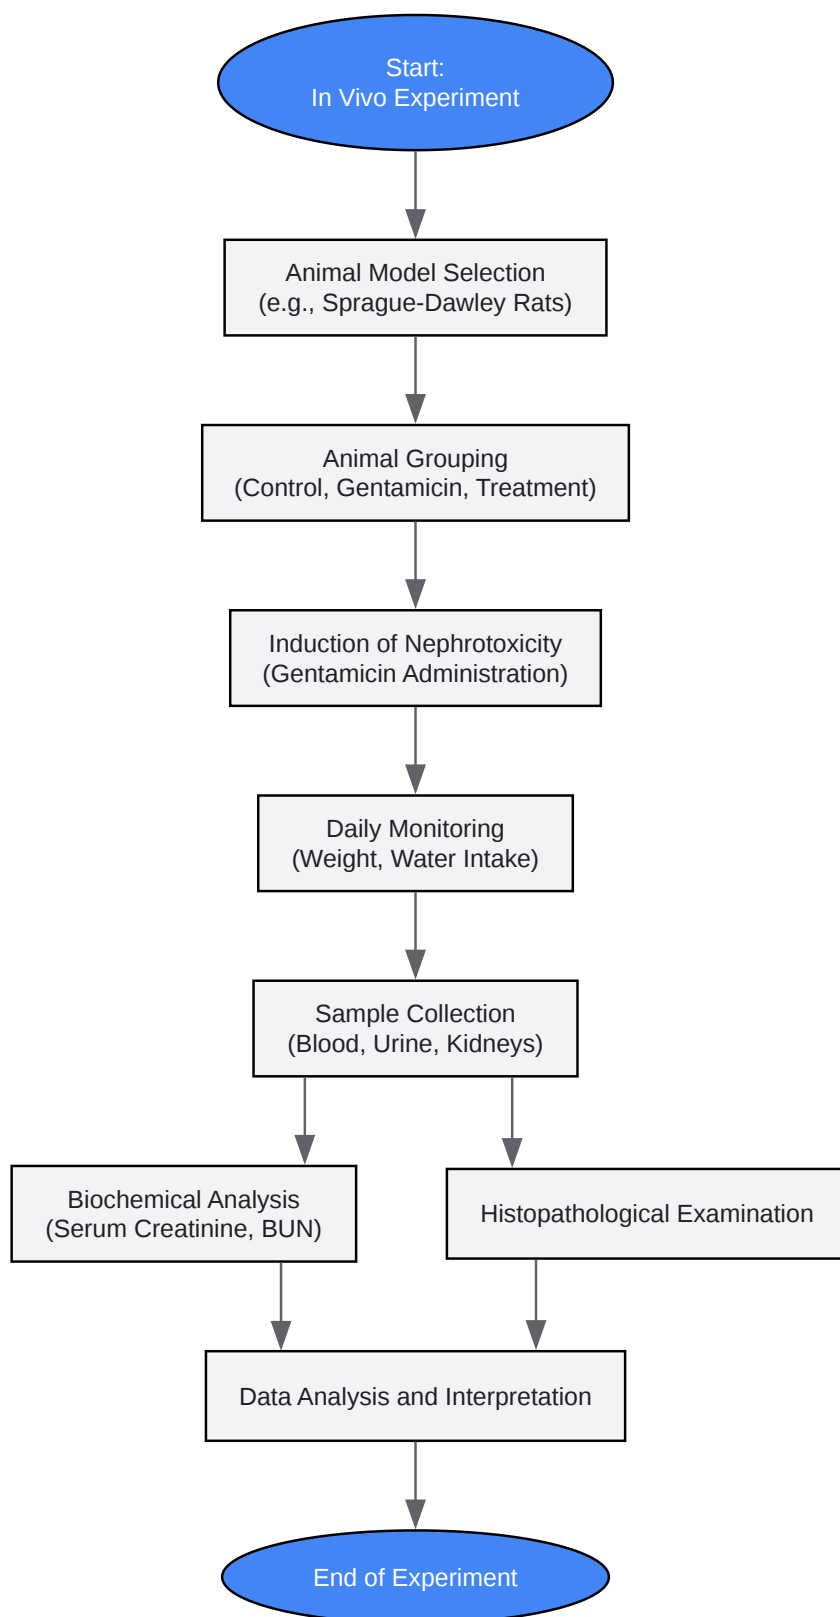 Start:
In Vivo Experiment
Animal Model Selection
(e.g., Sprague-Dawley Rats)
Animal Grouping
(Control, Gentamicin, Treatment)
Induction of Nephrotoxicity
(Gentamicin Administration)
Daily Monitoring
(Weight, Water Intake)
Sample Collection
(Blood, Urine, Kidneys)
Biochemical Analysis
(Serum Creatinine, BUN)
Histopathological Examination
Data Analysis and Interpretation
End of Experiment